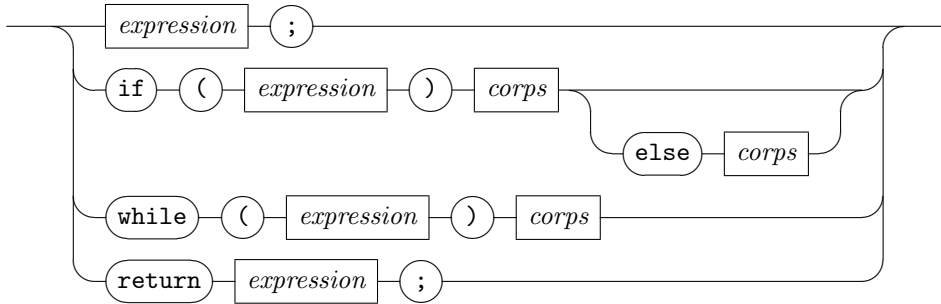 expression ;
if ( expression ) corps
else corps
while ( expression ) corps
return expression ;